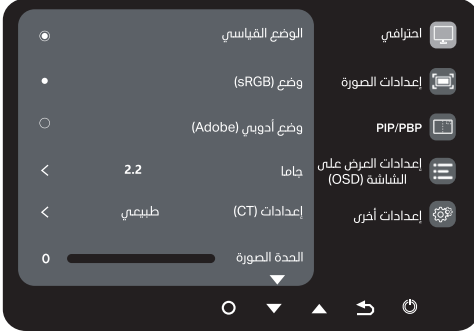 احترافي
إعدادات الصورة
PIP/PBP
إعدادات العرض على
الشاشة (OSD)
إعدادات أخرى
الوضع القياسي
وضع (sRGB)
وضع أدوبي (Adobe)
جاما 2.2
إعدادات (CT) طبيعي
الحدة الصورة 0